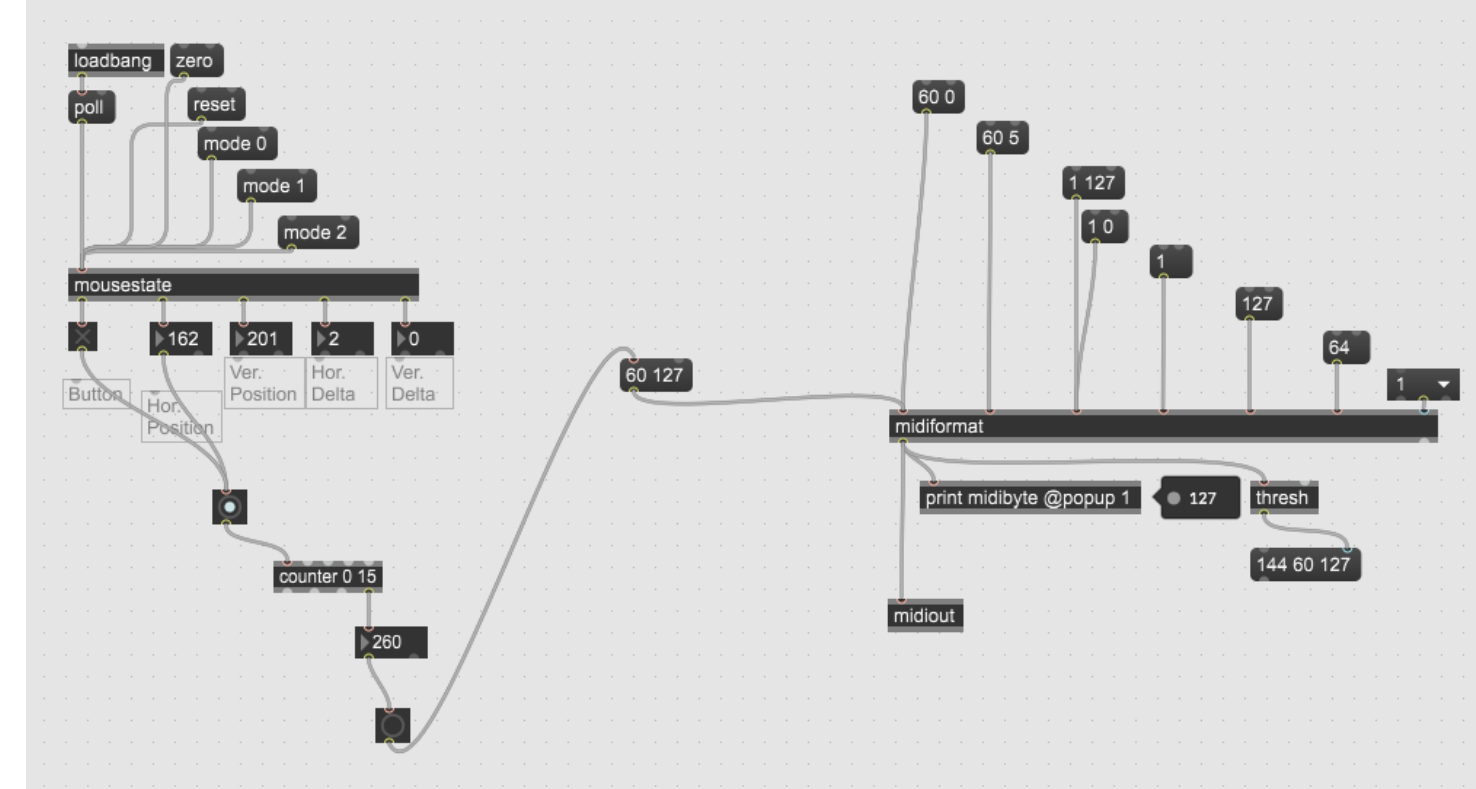 loadbang
zero
poll
reset
mode 0
mode 1
mode 2
mousestate
162
201
2
0
Button
Hor.
Position
Ver.
Position
Hor.
Delta
Ver.
Delta
counter 0 15
260
60 127
60 0
60 5
1 127
1 0
1
127
64
1
midiformat
print midibyte @popup 1
127
thresh
144 60 127
midiout